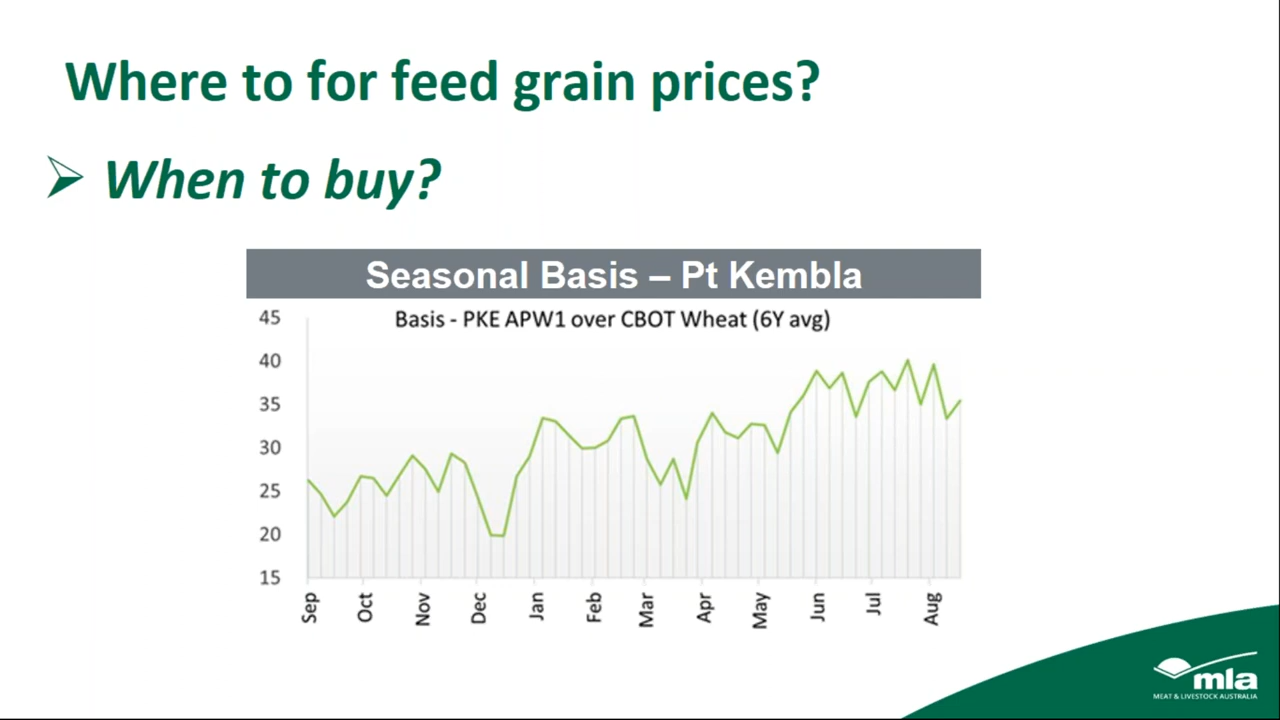 Where to for feed grain prices?
When to buy?
Seasonal Basis – Pt Kembla
Basis - PKE APW1 over CBOT Wheat (6Y avg)
45
40
35
30
25
20
15
Sep
Oct
Nov
Dec
Jan
Feb
Mar
Apr
May
Jun
Jul
Aug
mla
MEAT & LIVESTOCK AUSTRALIA